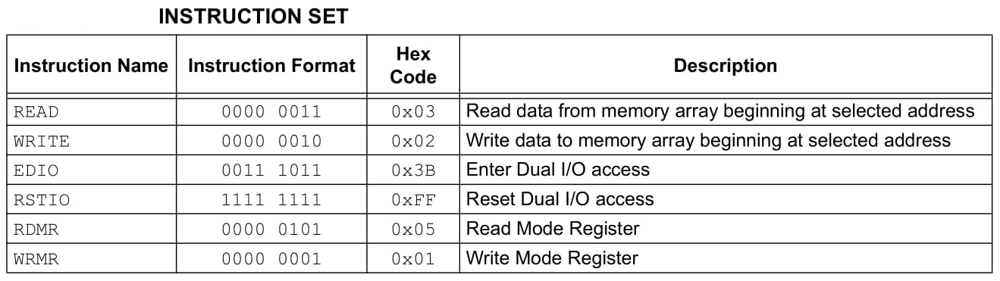 INSTRUCTION SET
Instruction Name Instruction Format Hex Code Description
READ 0000 0011 0x03 Read data from memory array beginning at selected address
WRITE 0000 0010 0x02 Write data to memory array beginning at selected address
EDIO 0011 1011 0x3B Enter Dual I/O access
RSTIO 1111 1111 0xFF Reset Dual I/O access
RDMR 0000 0101 0x05 Read Mode Register
WRMR 0000 0001 0x01 Write Mode Register